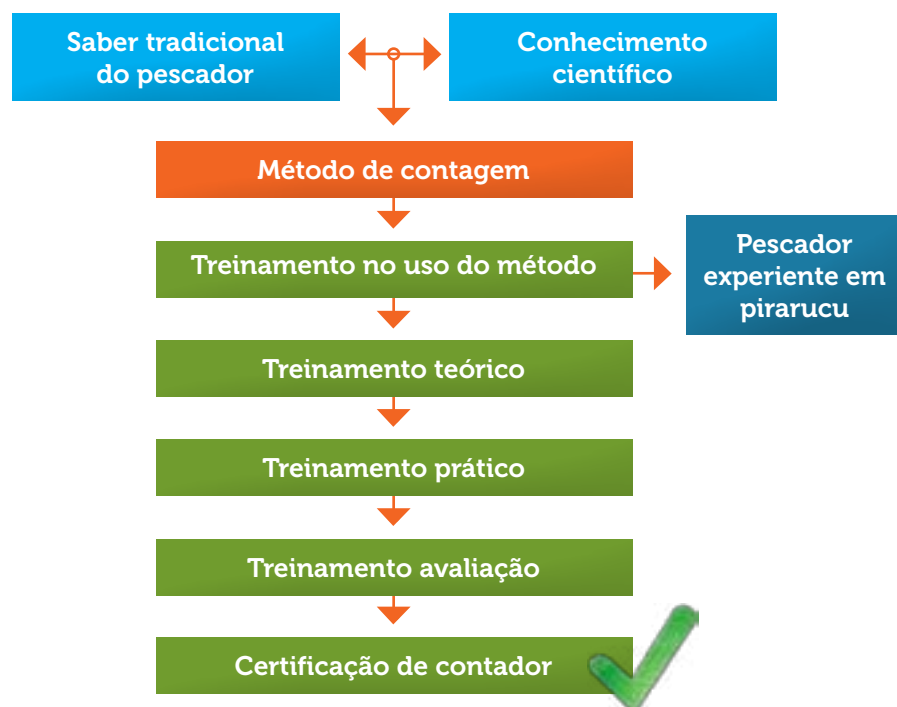 Saber tradicional
do pescador
Conhecimento
científico
Método de contagem
Treinamento no uso do método
Pescador
experiente em
pirarucu
Treinamento teórico
Treinamento prático
Treinamento avaliação
Certificação de contador